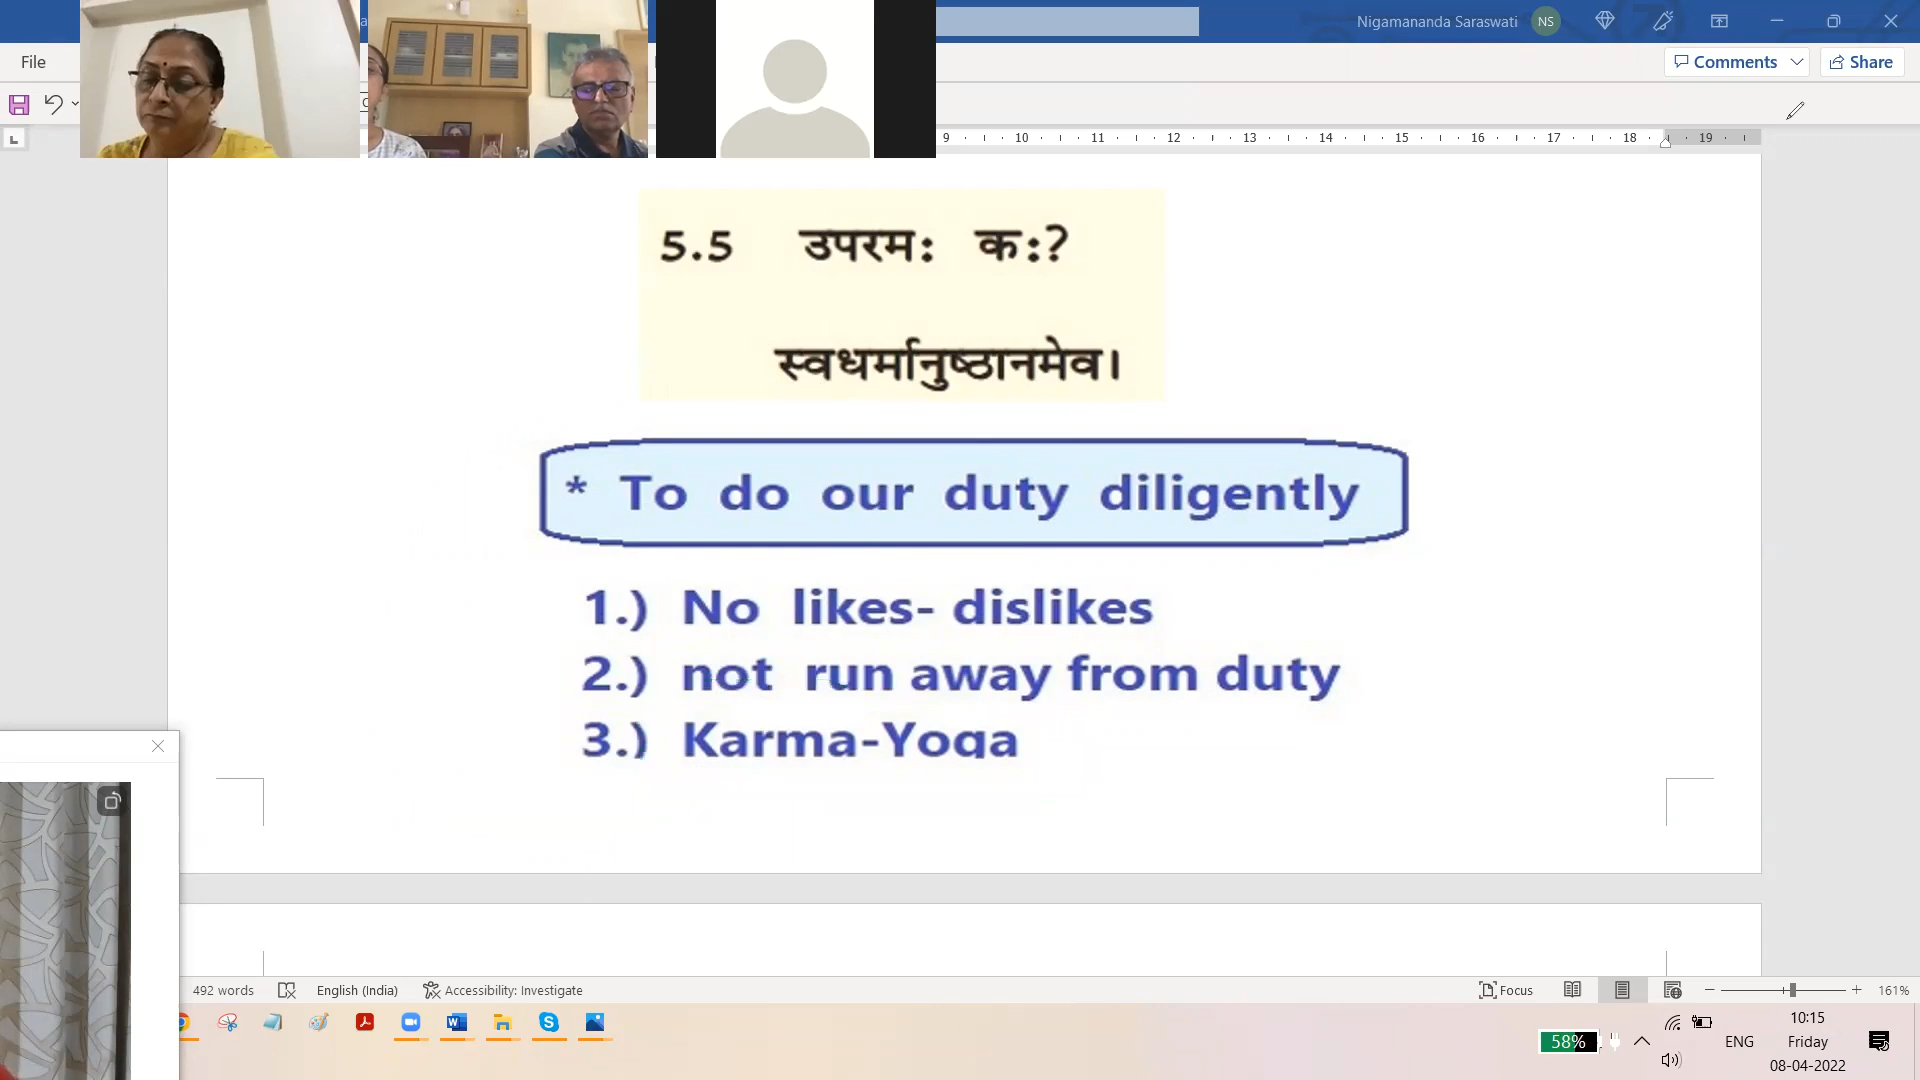 Nigamananda Saraswati NS
File
Comments
Share
9 10 11 12 13 14 15 16 17 18 19
5.5 उपरमः कः?
स्वधर्मानुष्ठानमेव।
* To do our duty diligently
1.) No likes- dislikes
2.) not run away from duty
3.) Karma-Yoga
492 words English (India) Accessibility: Investigate Focus 161%
58% ENG
10:15
Friday
08-04-2022